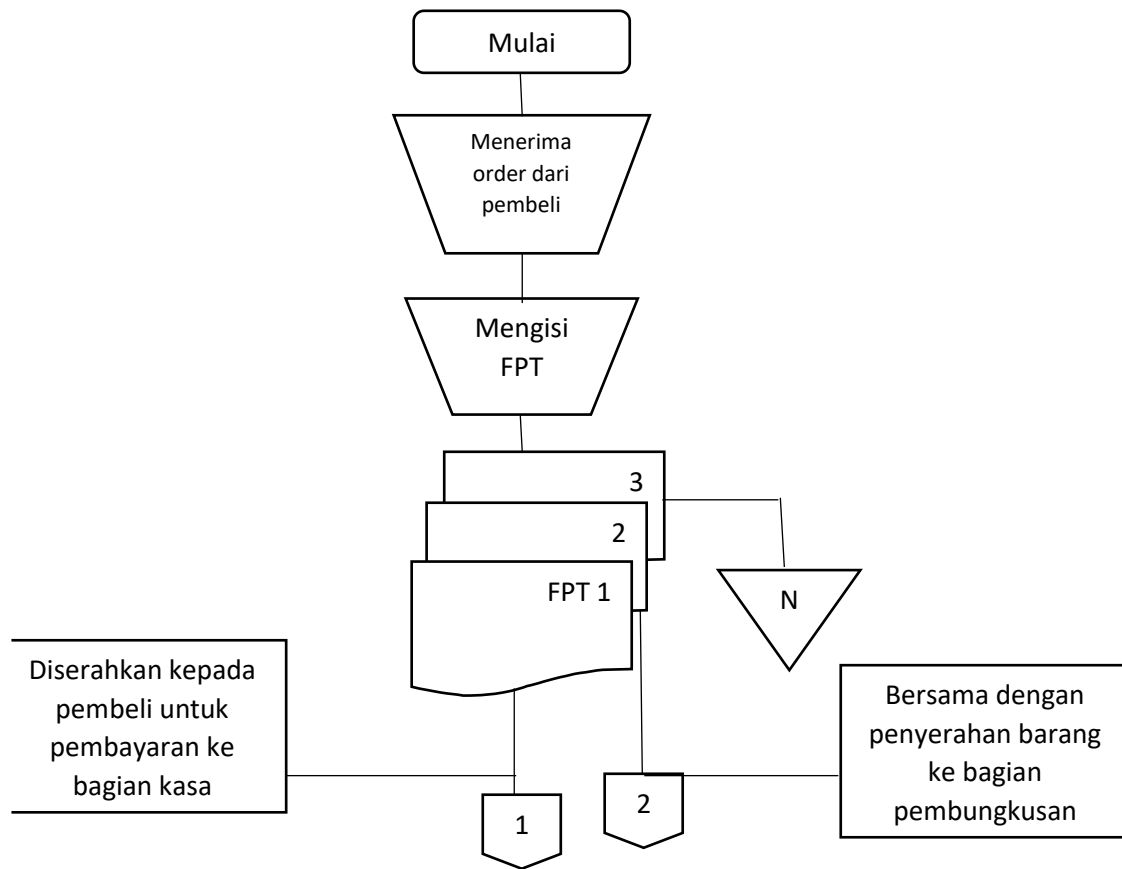 Mulai
Menerima
order dari
pembeli
Mengisi
FPT
3
2
FPT 1
N
Diserahkan kepada
pembeli untuk
pembayaran ke
bagian kasa
Bersama dengan
penyerahan barang
ke bagian
pembungkusan
1
2